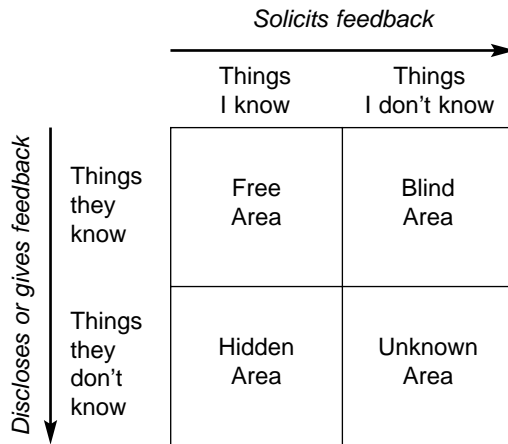 Solicits feedback
Things
I know
Things
I don't know
Discloses or gives feedback
Things
they
know
Free
Area
Blind
Area
Things
they
don't
know
Hidden
Area
Unknown
Area